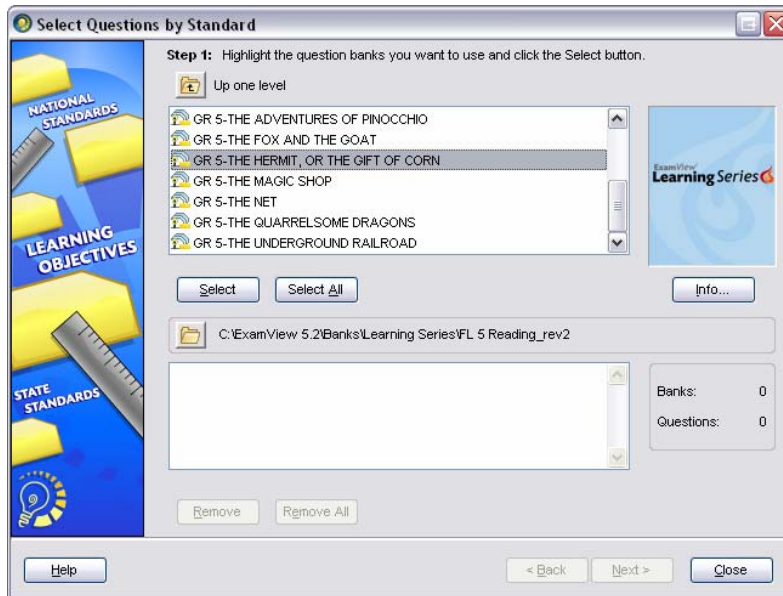 Select Questions by Standard
NATIONAL
STANDARDS
LEARNING
OBJECTIVES
STATE
STANDARDS
Step 1: Highlight the question banks you want to use and click the Select button.
Up one level
GR 5-THE ADVENTURES OF PINOCCHIO
GR 5-THE FOX AND THE GOAT
GR 5-THE HERMIT, OR THE GIFT OF CORN
GR 5-THE MAGIC SHOP
GR 5-THE NET
GR 5-THE QUARRELSOME DRAGONS
GR 5-THE UNDERGROUND RAILROAD
ExamView
Learning Series
Select
Select All
Info...
C:\ExamView 5.2\Banks\Learning Series\FL 5 Reading_rev2
Banks: 0
Questions: 0
Remove
Remove All
Help
< Back
Next >
Close